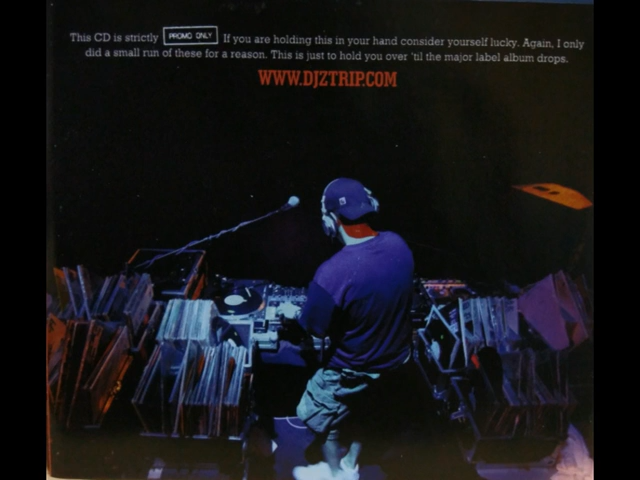 This CD is strictly PROMO ONLY If you are holding this in your hand consider yourself lucky. Again, I only
did a small run of these for a reason. This is just to hold you over 'til the major label album drops.
WWW.DJZTRIP.COM